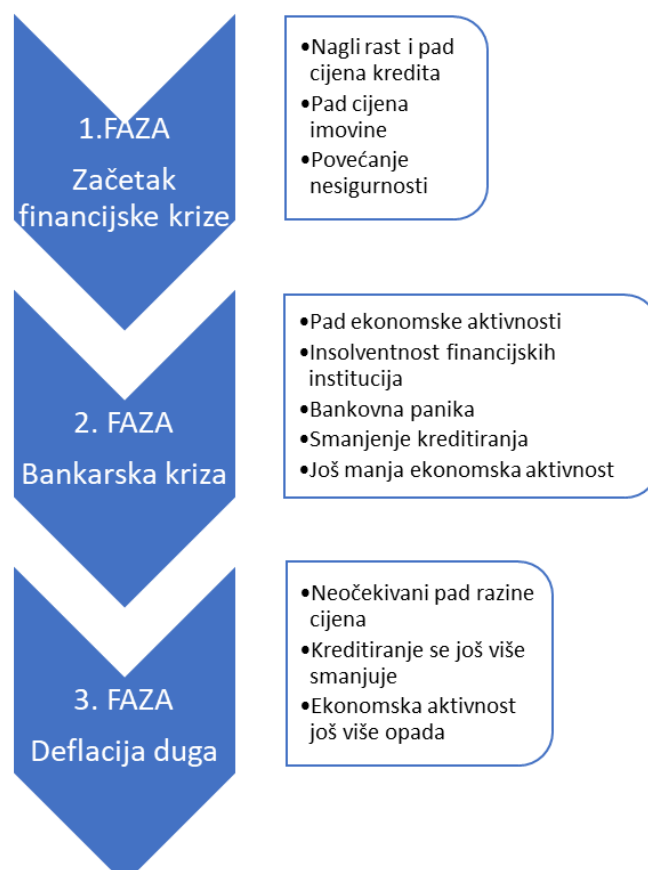 1.FAZA
Začetak
financijske krize
•Nagli rast i pad
cijena kredita
•Pad cijena
imovine
•Povećanje
nesigurnosti
2. FAZA
Bankarska kriza
•Pad ekonomske aktivnosti
•Insolventnost financijskih
institucija
•Bankovna panika
•Smanjenje kreditiranja
•Još manja ekonomska aktivnost
3. FAZA
Deflacija duga
•Neočekivani pad razine
cijena
•Kreditiranje se još više
smanjuje
•Ekonomska aktivnost
još više opada